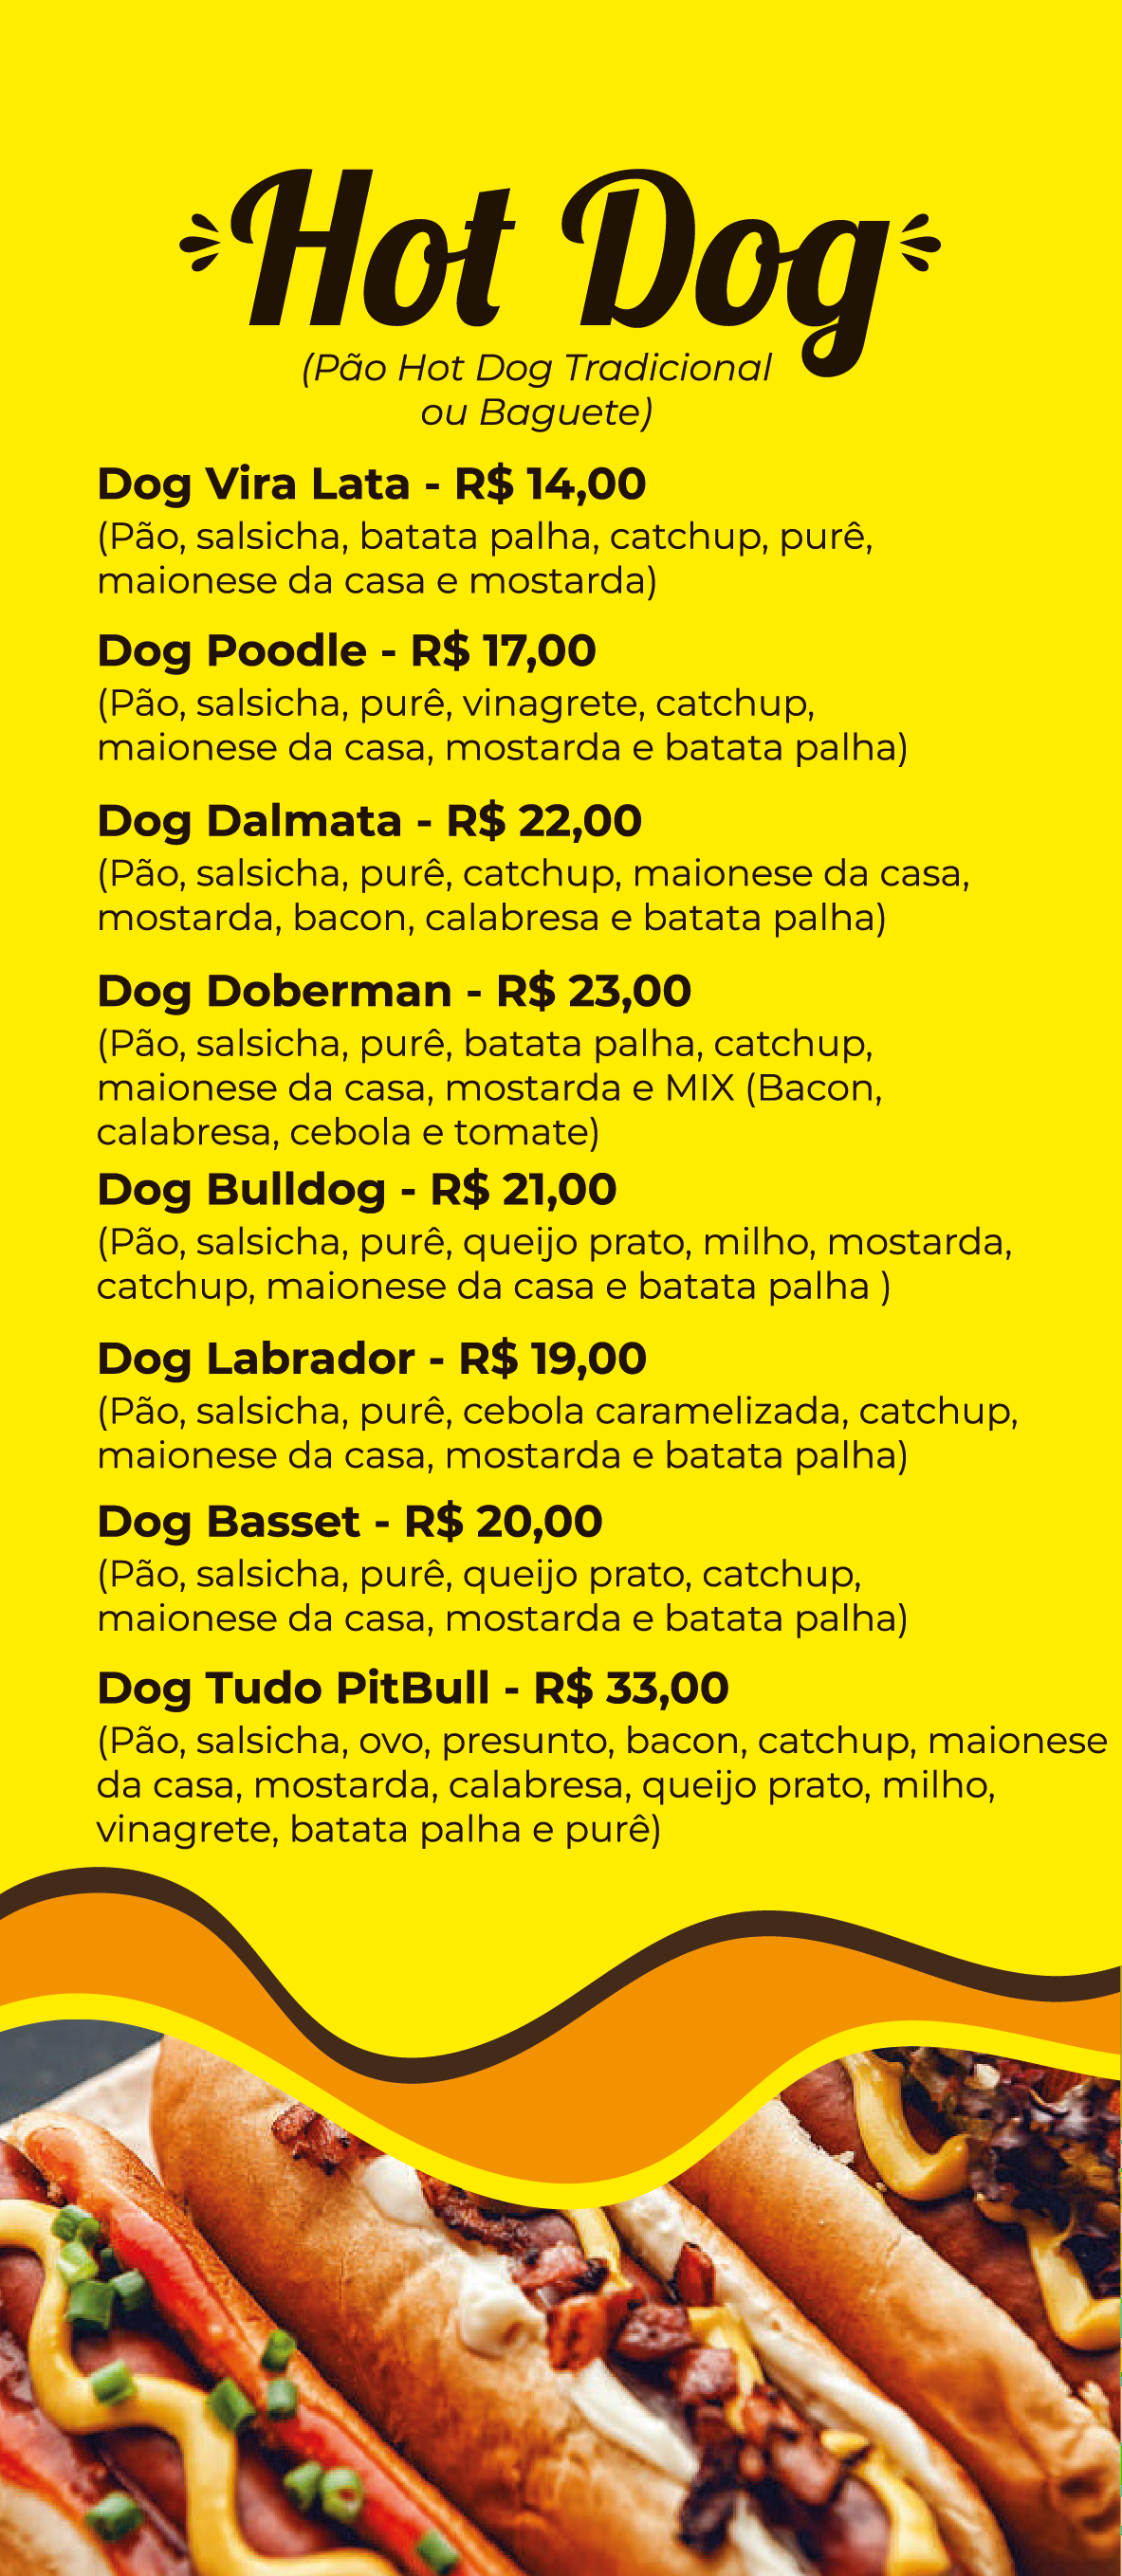 Hot Dog
(Pão Hot Dog Tradicional
ou Baguete)
Dog Vira Lata - R$ 14,00
(Pão, salsicha, batata palha, catchup, purê,
maionese da casa e mostarda)
Dog Poodle - R$ 17,00
(Pão, salsicha, purê, vinagrete, catchup,
maionese da casa, mostarda e batata palha)
Dog Dalmata - R$ 22,00
(Pão, salsicha, purê, catchup, maionese da casa,
mostarda, bacon, calabresa e batata palha)
Dog Doberman - R$ 23,00
(Pão, salsicha, purê, batata palha, catchup,
maionese da casa, mostarda e MIX (Bacon,
calabresa, cebola e tomate)
Dog Bulldog - R$ 21,00
(Pão, salsicha, purê, queijo prato, milho, mostarda,
catchup, maionese da casa e batata palha )
Dog Labrador - R$ 19,00
(Pão, salsicha, purê, cebola caramelizada, catchup,
maionese da casa, mostarda e batata palha)
Dog Basset - R$ 20,00
(Pão, salsicha, purê, queijo prato, catchup,
maionese da casa, mostarda e batata palha)
Dog Tudo PitBull - R$ 33,00
(Pão, salsicha, ovo, presunto, bacon, catchup, maionese
da casa, mostarda, calabresa, queijo prato, milho,
vinagrete, batata palha e purê)